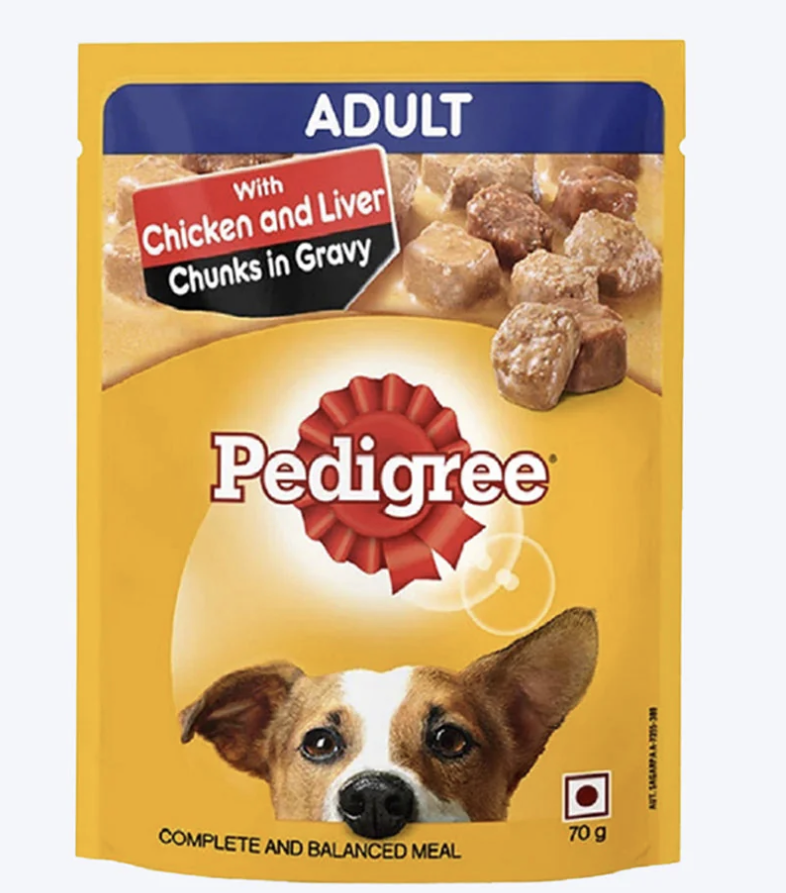 ADULT
With
Chicken and Liver
Chunks in Gravy
Pedigree®
70 g
COMPLETE AND BALANCED MEAL